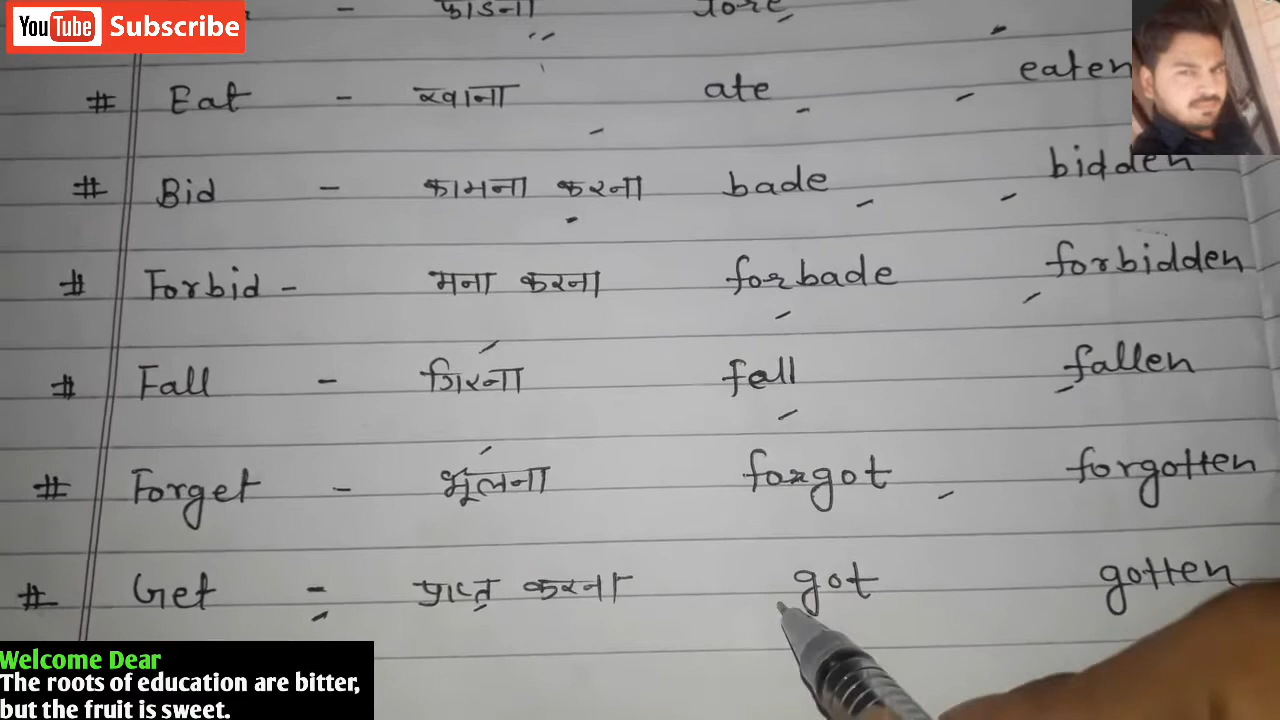 YouTube Subscribe
- फाडना tore
# Eat - खाना ate eaten
# Bid - कामना करना bade bidden
# Forbid - मना करना forbade forbidden
# Fall - गिरना fell fallen
# Forget - भूलना forgot forgotten
# Get - प्राप्त करना got gotten
Welcome Dear
The roots of education are bitter,
but the fruit is sweet.